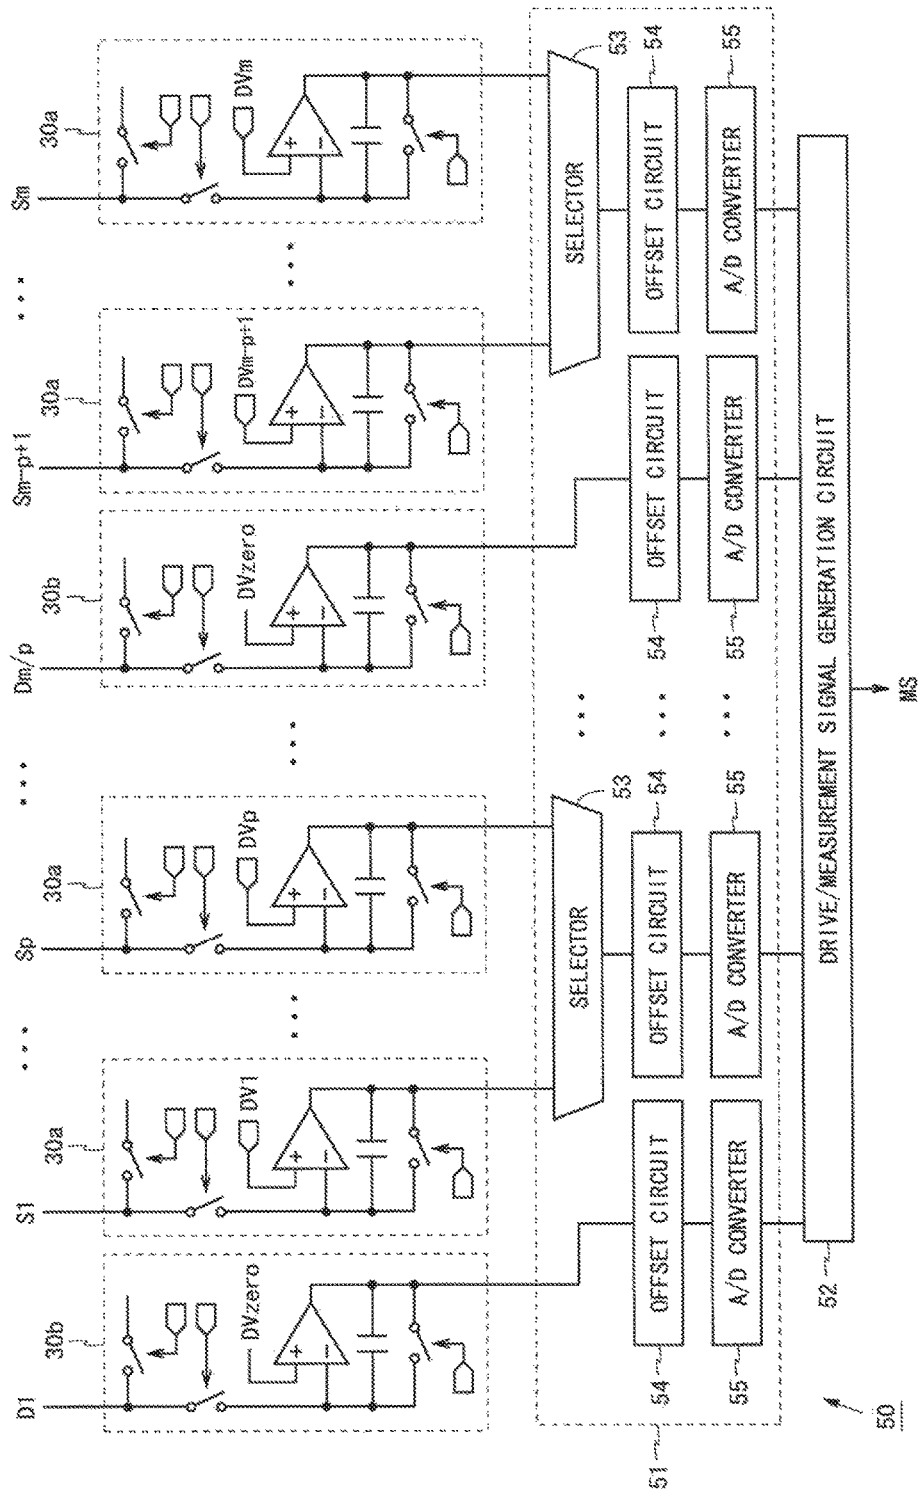 D1
S1
...
Sp
...
Dm/p
Sm-p+1
...
Sm
30b
30a
30a
30b
30a
30a
DVzero
DV1
DVp
DVzero
DVm-p+1
DVm
+
−
+
−
+
−
+
−
+
−
+
−
...
...
...
SELECTOR
53
...
SELECTOR
53
54
OFFSET CIRCUIT
OFFSET CIRCUIT
54
...
54
OFFSET CIRCUIT
OFFSET CIRCUIT
54
55
A/D CONVERTER
A/D CONVERTER
55
...
55
A/D CONVERTER
A/D CONVERTER
55
51
52
DRIVE/MEASUREMENT SIGNAL GENERATION CIRCUIT
50
MS